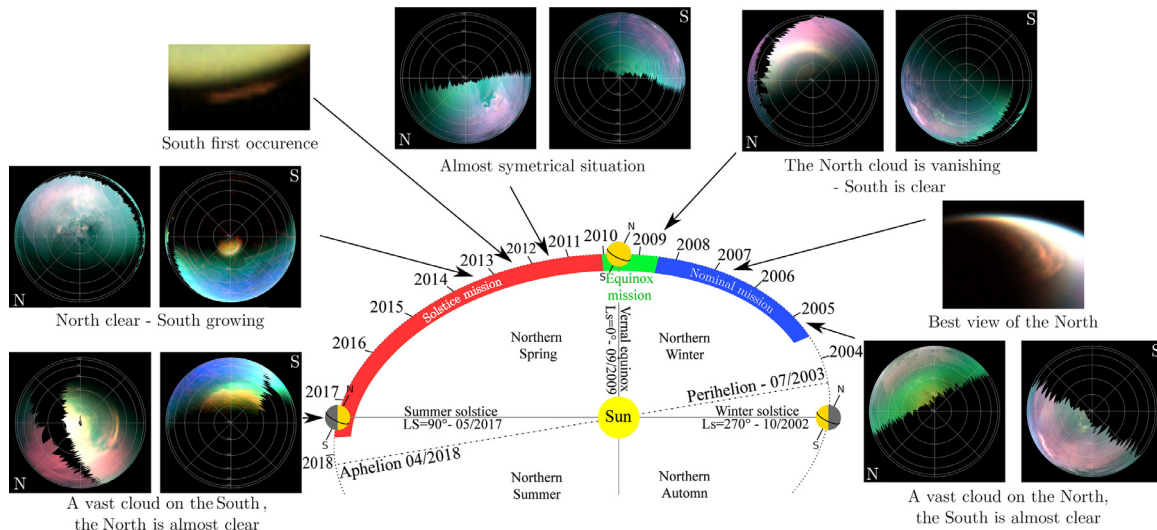 S
N
South first occurence
N
S
Almost symetrical situation
N
S
The North cloud is vanishing
- South is clear
N
S
North clear - South growing
Best view of the North
N
S
A vast cloud on the South,
the North is almost clear
N
S
A vast cloud on the North,
the South is almost clear
2018
2017
2016
2015
2014
2013
2012
2011
2010
2009
2008
2007
2006
2005
2004
Solstice mission
Equinox
mission
Nominal mission
N
S
N
S
N
S
Northern
Spring
Northern
Winter
Vernal equinox
Ls=0°- 09/2009
Perihelion - 07/2003
Summer solstice
LS=90°- 05/2017
Sun
Winter solstice
Ls=270° - 10/2002
Aphelion 04/2018
Northern
Summer
Northern
Automn